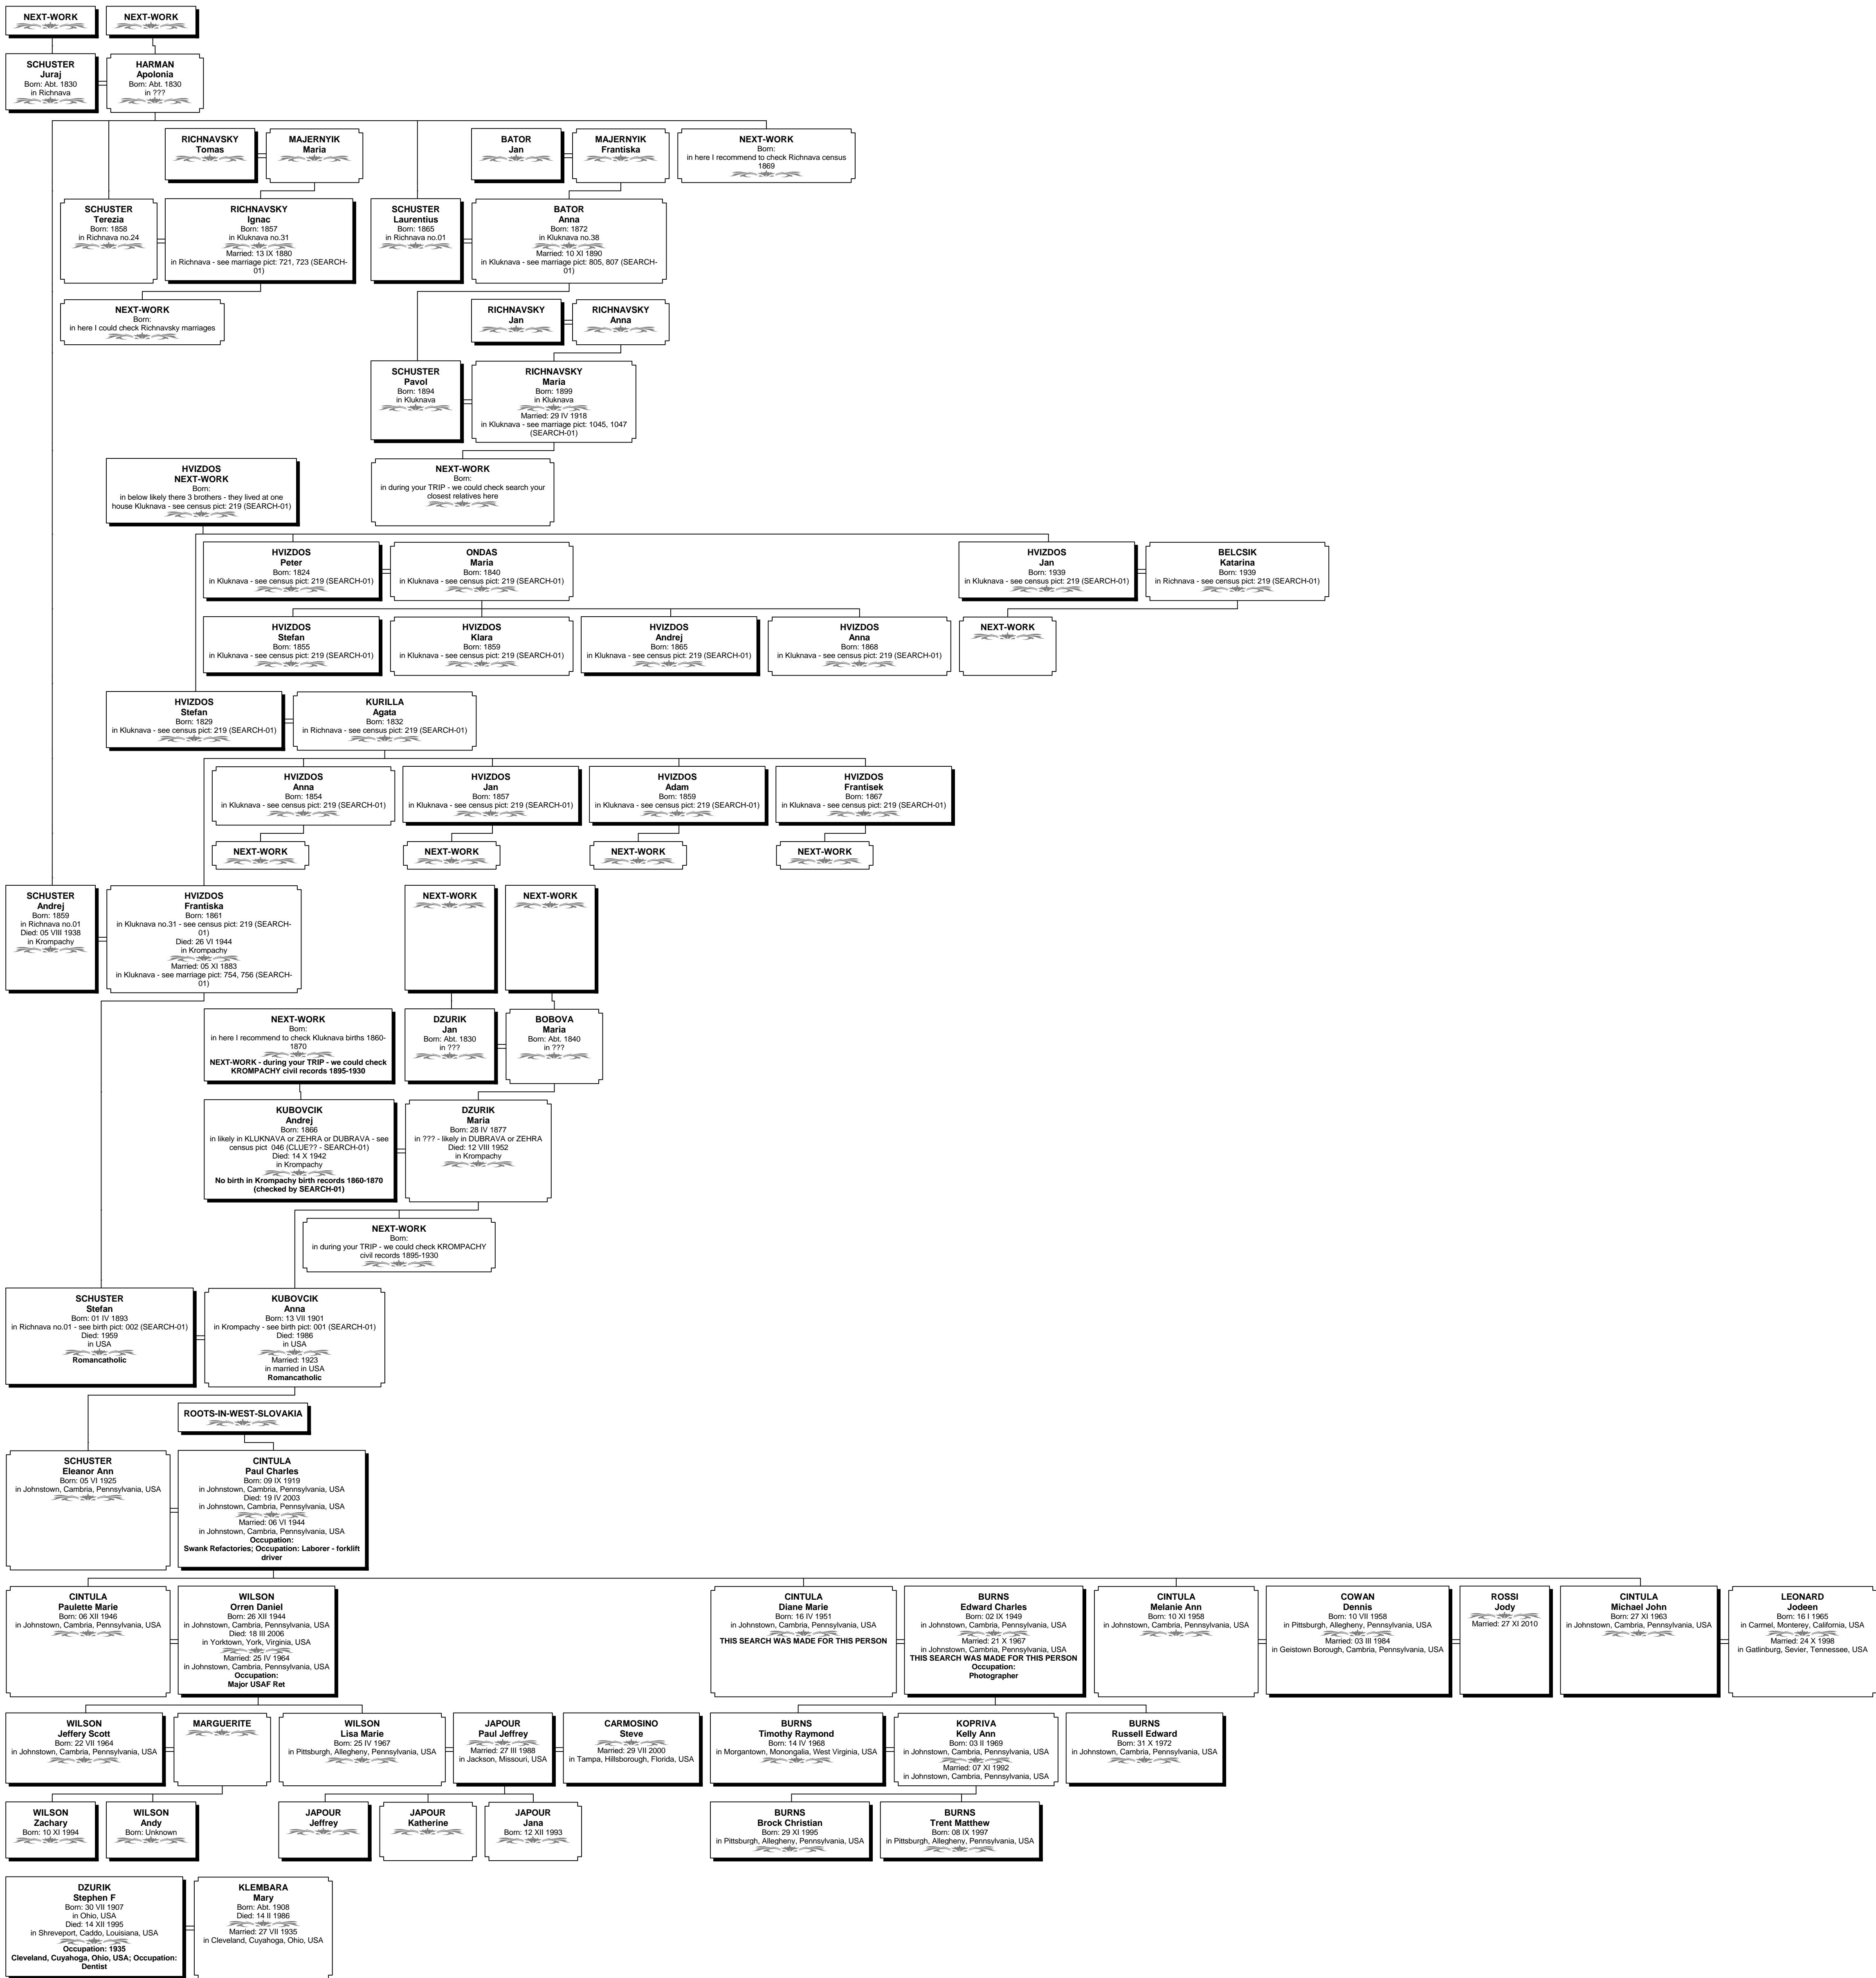 NEXT-WORK
NEXT-WORK
SCHUSTER
Juraj
Born: Abt. 1830
in Richnava
HARMAN
Apolonia
Born: Abt. 1830
in ???
RICHNAVSKY
Tomas
MAJERNYIK
Maria
BATOR
Jan
MAJERNYIK
Frantiska
NEXT-WORK
Born:
in here I recommend to check Richnava census
1869
SCHUSTER
Terezia
Born: 1858
in Richnava no.24
RICHNAVSKY
Ignac
Born: 1857
in Kluknava no.31
Married: 13 IX 1880
in Richnava - see marriage pict: 721, 723 (SEARCH-
01)
SCHUSTER
Laurentius
Born: 1865
in Richnava no.01
BATOR
Anna
Born: 1872
in Kluknava no.38
Married: 10 XI 1890
in Kluknava - see marriage pict: 805, 807 (SEARCH-
01)
NEXT-WORK
Born:
in here I could check Richnavsky marriages
RICHNAVSKY
Jan
RICHNAVSKY
Anna
SCHUSTER
Pavol
Born: 1894
in Kluknava
RICHNAVSKY
Maria
Born: 1899
in Kluknava
Married: 29 IV 1918
in Kluknava - see marriage pict: 1045, 1047
(SEARCH-01)
HVIZDOS
NEXT-WORK
Born:
in below likely there 3 brothers - they lived at one
house Kluknava - see census pict: 219 (SEARCH-01)
NEXT-WORK
Born:
in during your TRIP - we could check search your
closest relatives here
HVIZDOS
Peter
Born: 1824
in Kluknava - see census pict: 219 (SEARCH-01)
ONDAS
Maria
Born: 1840
in Kluknava - see census pict: 219 (SEARCH-01)
HVIZDOS
Jan
Born: 1939
in Kluknava - see census pict: 219 (SEARCH-01)
BELCSIK
Katarina
Born: 1939
in Richnava - see census pict: 219 (SEARCH-01)
HVIZDOS
Stefan
Born: 1855
in Kluknava - see census pict: 219 (SEARCH-01)
HVIZDOS
Klara
Born: 1859
in Kluknava - see census pict: 219 (SEARCH-01)
HVIZDOS
Andrej
Born: 1865
in Kluknava - see census pict: 219 (SEARCH-01)
HVIZDOS
Anna
Born: 1868
in Kluknava - see census pict: 219 (SEARCH-01)
NEXT-WORK
HVIZDOS
Stefan
Born: 1829
in Kluknava - see census pict: 219 (SEARCH-01)
KURILLA
Agata
Born: 1832
in Richnava - see census pict: 219 (SEARCH-01)
HVIZDOS
Anna
Born: 1854
in Kluknava - see census pict: 219 (SEARCH-01)
HVIZDOS
Jan
Born: 1857
in Kluknava - see census pict: 219 (SEARCH-01)
HVIZDOS
Adam
Born: 1859
in Kluknava - see census pict: 219 (SEARCH-01)
HVIZDOS
Frantisek
Born: 1867
in Kluknava - see census pict: 219 (SEARCH-01)
NEXT-WORK
NEXT-WORK
NEXT-WORK
NEXT-WORK
SCHUSTER
Andrej
Born: 1859
in Richnava no.01
Died: 05 VIII 1938
in Krompachy
HVIZDOS
Frantiska
Born: 1861
in Kluknava no.31 - see census pict: 219 (SEARCH-
01)
Died: 26 VI 1944
in Krompachy
Married: 05 XI 1883
in Kluknava - see marriage pict: 754, 756 (SEARCH-
01)
NEXT-WORK
NEXT-WORK
NEXT-WORK
Born:
in here I recommend to check Kluknava births 1860-
1870
NEXT-WORK - during your TRIP - we could check
KROMPACHY civil records 1895-1930
DZURIK
Jan
Born: Abt. 1830
in ???
BOBOVA
Maria
Born: Abt. 1840
in ???
KUBOVCIK
Andrej
Born: 1866
in likely in KLUKNAVA or ZEHRA or DUBRAVA - see
census pict  046 (CLUE?? - SEARCH-01)
Died: 14 X 1942
in Krompachy
No birth in Krompachy birth records 1860-1870
(checked by SEARCH-01)
DZURIK
Maria
Born: 28 IV 1877
in ??? - likely in DUBRAVA or ZEHRA
Died: 12 VIII 1952
in Krompachy
NEXT-WORK
Born:
in during your TRIP - we could check KROMPACHY
civil records 1895-1930
SCHUSTER
Stefan
Born: 01 IV 1893
in Richnava no.01 - see birth pict: 002 (SEARCH-01)
Died: 1959
in USA
Romancatholic
KUBOVCIK
Anna
Born: 13 VII 1901
in Krompachy - see birth pict: 001 (SEARCH-01)
Died: 1986
in USA
Married: 1923
in married in USA
Romancatholic
ROOTS-IN-WEST-SLOVAKIA
SCHUSTER
Eleanor Ann
Born: 05 VI 1925
in Johnstown, Cambria, Pennsylvania, USA
CINTULA
Paul Charles
Born: 09 IX 1919
in Johnstown, Cambria, Pennsylvania, USA
Died: 19 IV 2003
in Johnstown, Cambria, Pennsylvania, USA
Married: 06 VI 1944
in Johnstown, Cambria, Pennsylvania, USA
Occupation:
Swank Refactories; Occupation: Laborer - forklift
driver
CINTULA
Paulette Marie
Born: 06 XII 1946
in Johnstown, Cambria, Pennsylvania, USA
WILSON
Orren Daniel
Born: 26 XII 1944
in Johnstown, Cambria, Pennsylvania, USA
Died: 18 III 2006
in Yorktown, York, Virginia, USA
Married: 25 IV 1964
in Johnstown, Cambria, Pennsylvania, USA
Occupation:
Major USAF Ret
CINTULA
Diane Marie
Born: 16 IV 1951
in Johnstown, Cambria, Pennsylvania, USA
THIS SEARCH WAS MADE FOR THIS PERSON
BURNS
Edward Charles
Born: 02 IX 1949
in Johnstown, Cambria, Pennsylvania, USA
Married: 21 X 1967
in Johnstown, Cambria, Pennsylvania, USA
THIS SEARCH WAS MADE FOR THIS PERSON
Occupation:
Photographer
CINTULA
Melanie Ann
Born: 10 XI 1958
in Johnstown, Cambria, Pennsylvania, USA
COWAN
Dennis
Born: 10 VII 1958
in Pittsburgh, Allegheny, Pennsylvania, USA
Married: 03 III 1984
in Geistown Borough, Cambria, Pennsylvania, USA
ROSSI
Jody
Married: 27 XI 2010
CINTULA
Michael John
Born: 27 XI 1963
in Johnstown, Cambria, Pennsylvania, USA
LEONARD
Jodeen
Born: 16 I 1965
in Carmel, Monterey, California, USA
Married: 24 X 1998
in Gatlinburg, Sevier, Tennessee, USA
WILSON
Jeffery Scott
Born: 22 VII 1964
in Johnstown, Cambria, Pennsylvania, USA
MARGUERITE
WILSON
Lisa Marie
Born: 25 IV 1967
in Pittsburgh, Allegheny, Pennsylvania, USA
JAPOUR
Paul Jeffrey
Married: 27 III 1988
in Jackson, Missouri, USA
CARMOSINO
Steve
Married: 29 VII 2000
in Tampa, Hillsborough, Florida, USA
BURNS
Timothy Raymond
Born: 14 IV 1968
in Morgantown, Monongalia, West Virginia, USA
KOPRIVA
Kelly Ann
Born: 03 II 1969
in Johnstown, Cambria, Pennsylvania, USA
Married: 07 XI 1992
in Johnstown, Cambria, Pennsylvania, USA
BURNS
Russell Edward
Born: 31 X 1972
in Johnstown, Cambria, Pennsylvania, USA
WILSON
Zachary
Born: 10 XI 1994
WILSON
Andy
Born: Unknown
JAPOUR
Jeffrey
JAPOUR
Katherine
JAPOUR
Jana
Born: 12 XII 1993
BURNS
Brock Christian
Born: 29 XI 1995
in Pittsburgh, Allegheny, Pennsylvania, USA
BURNS
Trent Matthew
Born: 08 IX 1997
in Pittsburgh, Allegheny, Pennsylvania, USA
DZURIK
Stephen F
Born: 30 VII 1907
in Ohio, USA
Died: 14 XII 1995
in Shreveport, Caddo, Louisiana, USA
Occupation: 1935
Cleveland, Cuyahoga, Ohio, USA; Occupation:
Dentist
KLEMBARA
Mary
Born: Abt. 1908
Died: 14 II 1986
Married: 27 VII 1935
in Cleveland, Cuyahoga, Ohio, USA